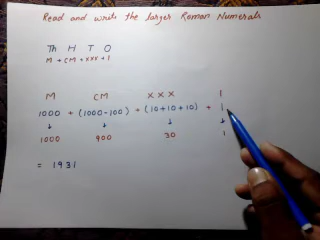 Read and write the larger Roman Numerals
Th H T O
M + CM + XXX + I
M CM X X X I
1000 + (1000-100) + (10+10+10) + 1
↓ ↓ ↓ ↓
1000 900 30 1
= 1931